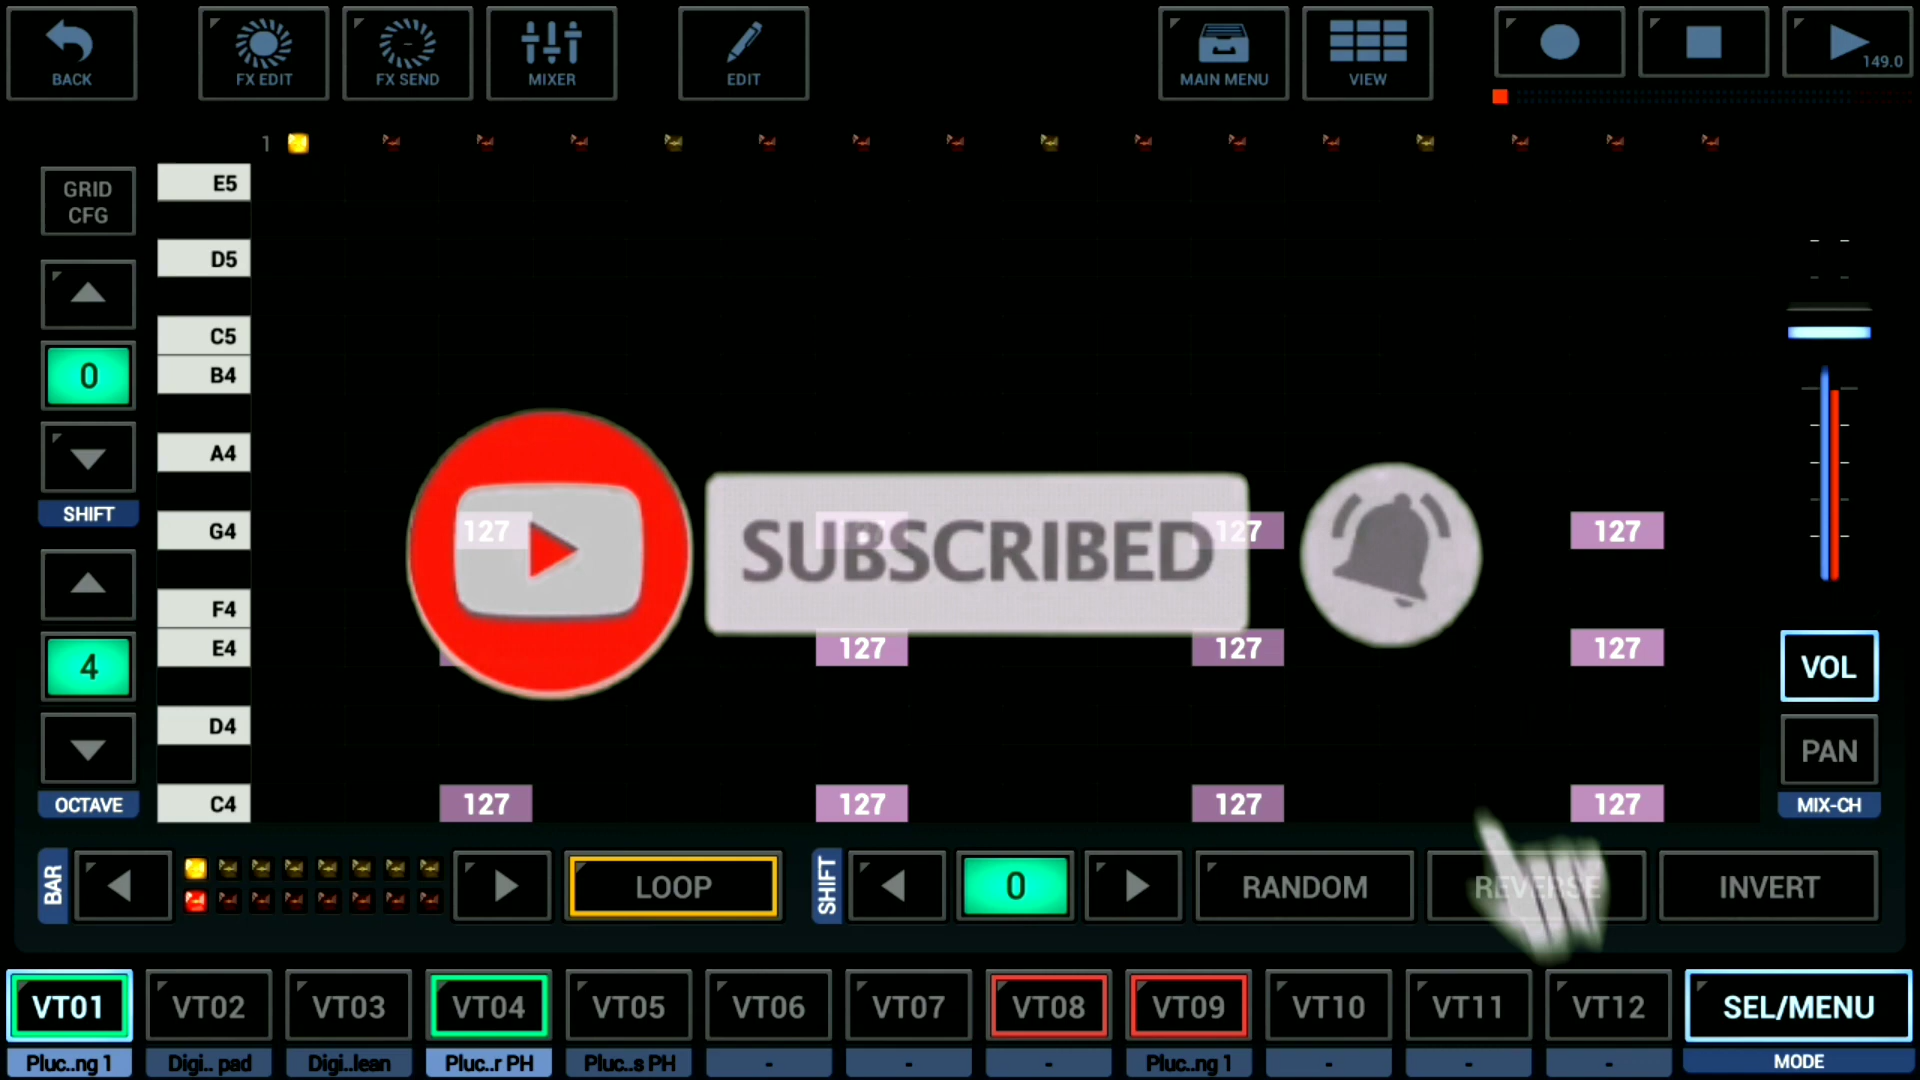 BACK
FX EDIT
FX SEND
MIXER
EDIT
MAIN MENU
VIEW
149.0
1
GRID
CFG
E5
D5
C5
B4
0
A4
SHIFT
G4
127
SUBSCRIBED
127
127
F4
E4
127
127
127
4
VOL
D4
PAN
OCTAVE
C4
127
127
127
127
MIX-CH
BAR
LOOP
SHIFT
0
RANDOM
REVERSE
INVERT
VT01
VT02
VT03
VT04
VT05
VT06
VT07
VT08
VT09
VT10
VT11
VT12
SEL/MENU
Pluc..ng 1
Digi.. pad
Digi..lean
Pluc..r PH
Pluc..s PH
-
-
-
Pluc..ng 1
-
-
-
MODE